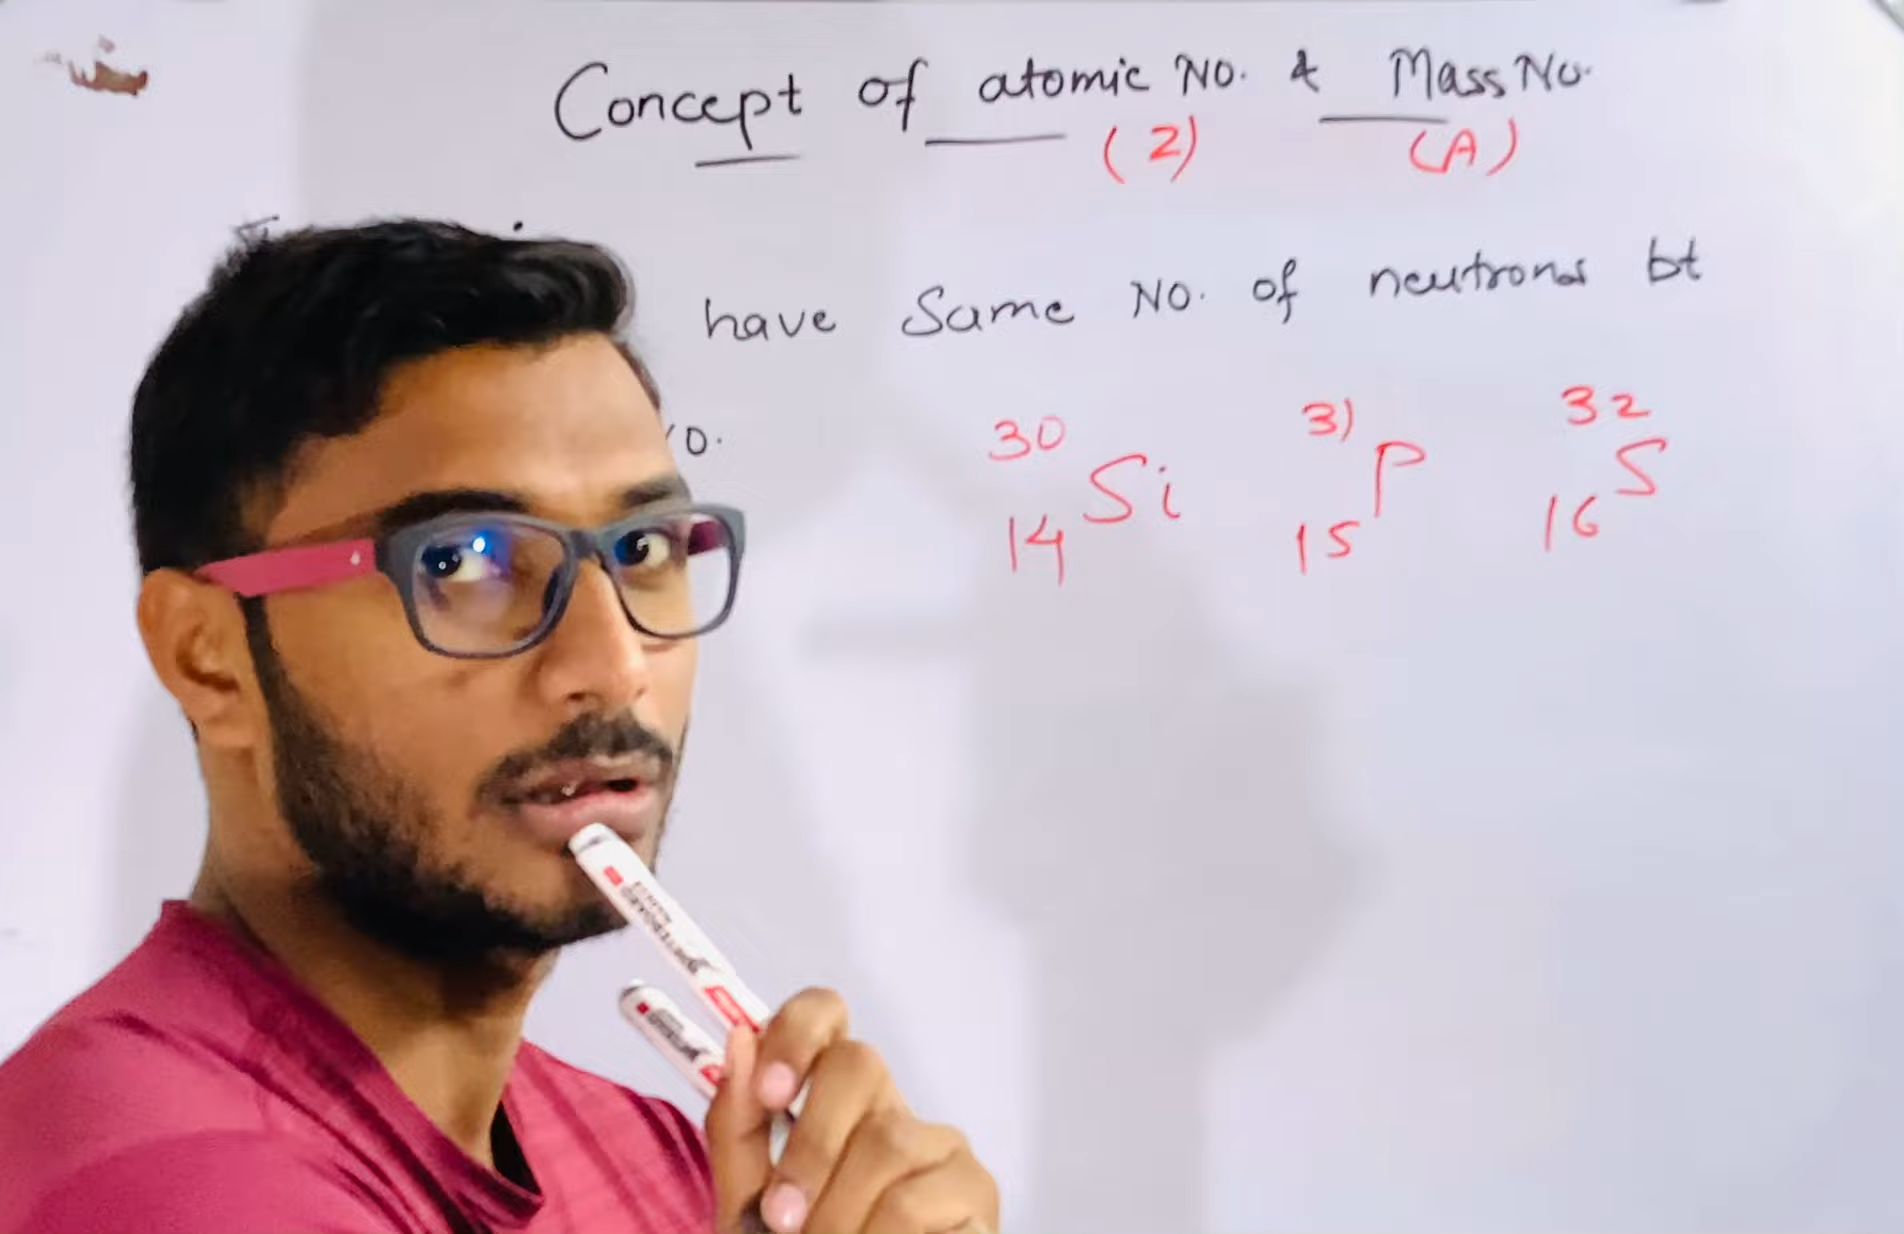 Concept of atomic No. & Mass No.
(Z) (A)
have Same No. of neutrons bt
30 31 32
Si P S
14 15 16